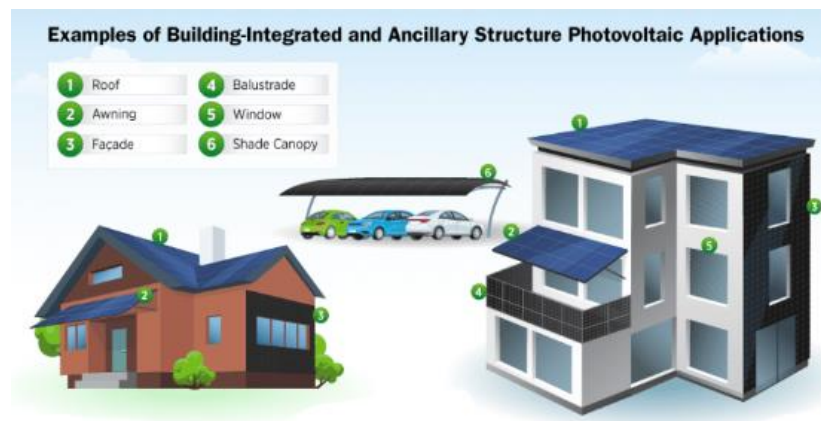 Examples of Building-Integrated and Ancillary Structure Photovoltaic Applications
1 Roof
2 Awning
3 Façade
4 Balustrade
5 Window
6 Shade Canopy
1
6
1
2
3
2
4
5
3